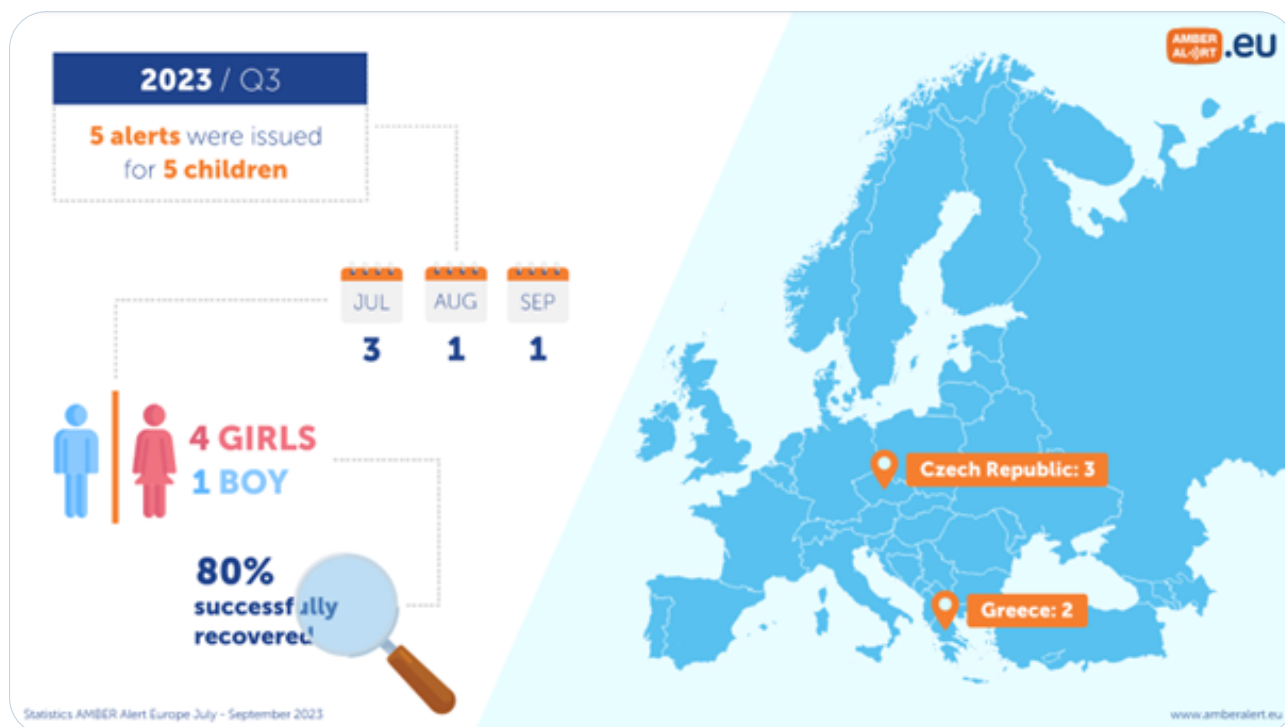 2023 / Q3
5 alerts were issued
for 5 children
JUL
AUG
SEP
3
1
1
4 GIRLS
1 BOY
80%
successfully
recovered
Statistics AMBER Alert Europe July - September 2023
AMBER
AL-RT
.eu
Czech Republic: 3
Greece: 2
www.amberalert.eu